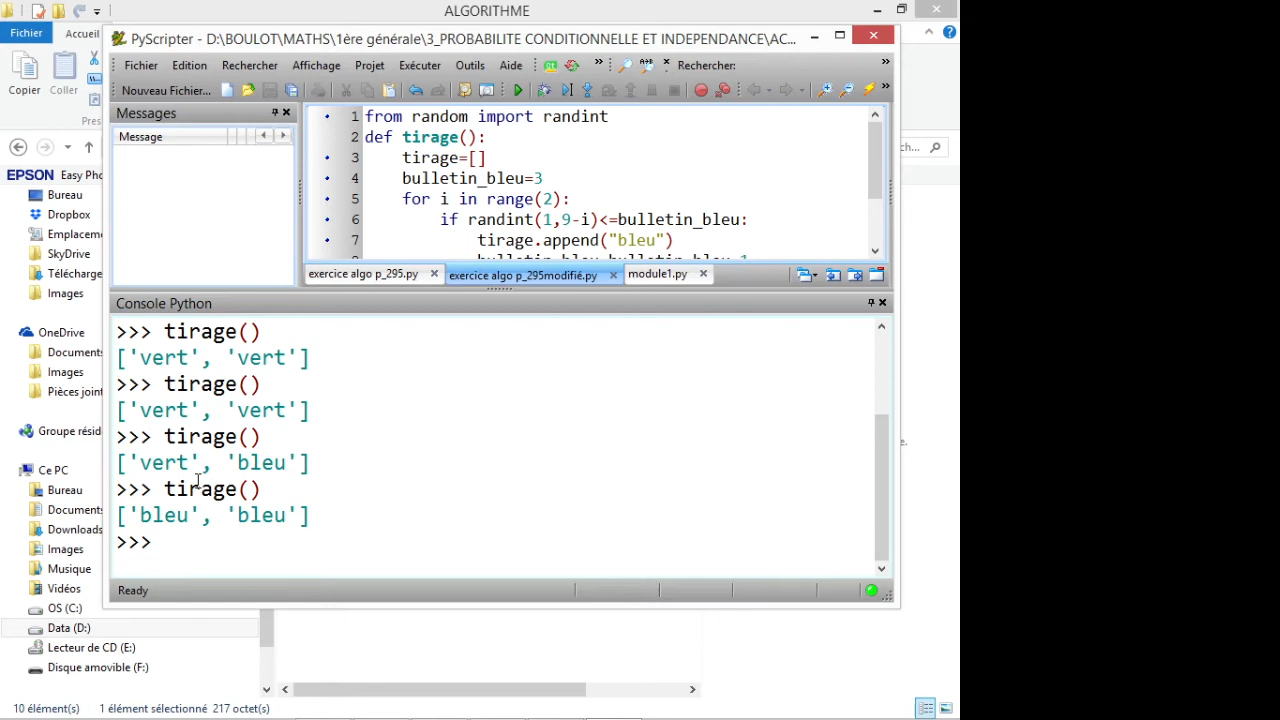 ALGORITHME
Fichier
Accueil
Copier
Coller
Pres
ch...
EPSON Easy Pho
Bureau
Dropbox
Emplaceme
SkyDrive
Télécharge
Images
OneDrive
Documents
Images
Pièces joint
Groupe résid
Ce PC
Bureau
Documents
Downloads
Images
Musique
Vidéos
OS (C:)
Data (D:)
Lecteur de CD (E:)
Disque amovible (F:)
10 élément(s) 1 élément sélectionné 217 octet(s)
PyScripter - D:\BOULOT\MATHS\1ère générale\3_PROBABILITE CONDITIONNELLE ET INDEPENDANCE\AC...
Fichier Edition Rechercher Affichage Projet Exécuter Outils Aide » Rechercher: »
Nouveau Fichier...
Messages
Message
1 from random import randint
2 def tirage():
3 tirage=[]
4 bulletin_bleu=3
5 for i in range(2):
6 if randint(1,9-i)<=bulletin_bleu:
7 tirage.append("bleu")
exercice algo p_295.py exercice algo p_295modifié.py module1.py
Console Python
>>> tirage()
['vert', 'vert']
>>> tirage()
['vert', 'vert']
>>> tirage()
['vert', 'bleu']
>>> tirage()
['bleu', 'bleu']
>>>
Ready